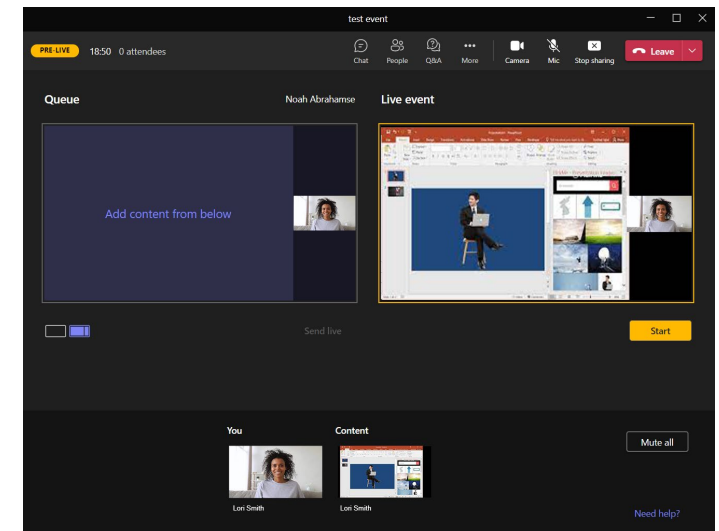 test event
PRE-LIVE 18:50 0 attendees
Chat People Q&A More Camera Mic Stop sharing Leave
Queue Noah Abrahamse Live event
Add content from below
Send live
Start
You Content
Mute all
Lori Smith Lori Smith
Need help?